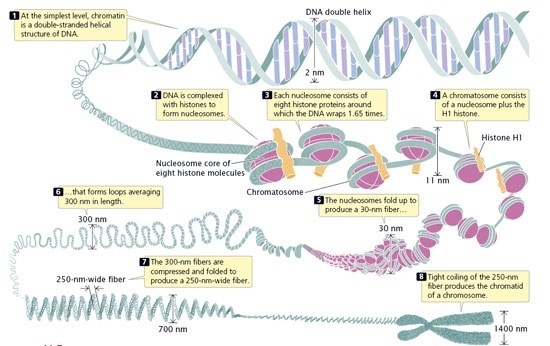 1 At the simplest level, chromatin
is a double-stranded helical
structure of DNA.
DNA double helix
2 nm
2 DNA is complexed
with histones to
form nucleosomes.
3 Each nucleosome consists of
eight histone proteins around
which the DNA wraps 1.65 times.
4 A chromatosome consists
of a nucleosome plus the
H1 histone.
Histone H1
Nucleosome core of
eight histone molecules
Chromatosome
11 nm
6 …that forms loops averaging
300 nm in length.
300 nm
5 The nucleosomes fold up to
produce a 30-nm fiber…
30 nm
7 The 300-nm fibers are
compressed and folded to
produce a 250-nm-wide fiber.
250-nm-wide fiber
700 nm
8 Tight coiling of the 250-nm
fiber produces the chromatid
of a chromosome.
1400 nm